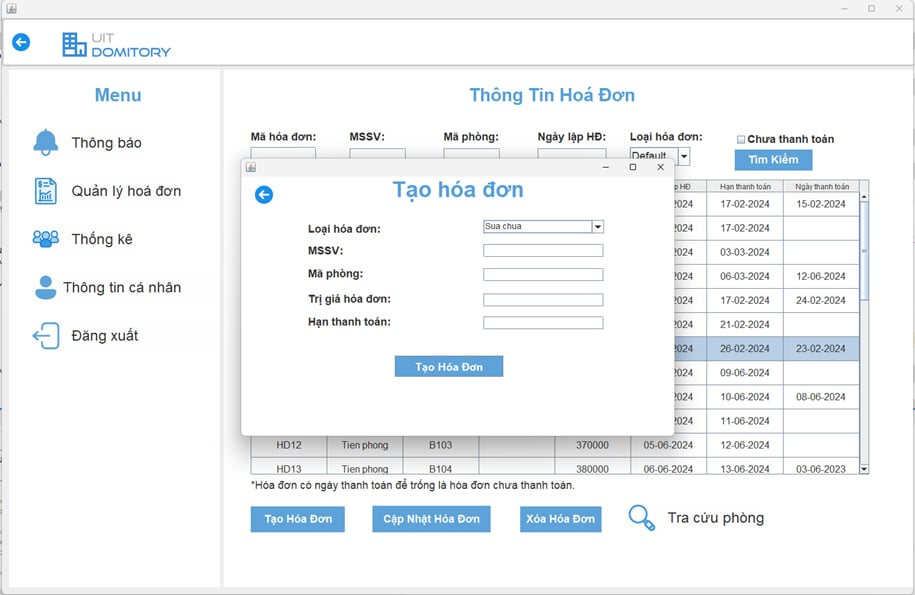 UIT
DOMITORY
Menu
Thông báo
Quản lý hoá đơn
Thống kê
Thông tin cá nhân
Đăng xuất
Thông Tin Hoá Đơn
Mã hóa đơn: MSSV: Mã phòng: Ngày lập HĐ: Loại hóa đơn: Chưa thanh toán
Default
Tìm Kiếm
HĐ Hạn thanh toán Ngày thanh toán
2024 17-02-2024 15-02-2024
2024 17-02-2024
2024 03-03-2024
2024 06-03-2024 12-06-2024
2024 17-02-2024 24-02-2024
2024 21-02-2024
2024 26-02-2024 23-02-2024
2024 09-06-2024
2024 10-06-2024 08-06-2024
2024 11-06-2024
HD12 Tien phong B103 370000 05-06-2024 12-06-2024
HD13 Tien phong B104 380000 06-06-2024 13-06-2024 03-06-2023
*Hóa đơn có ngày thanh toán để trống là hóa đơn chưa thanh toán.
Tạo Hóa Đơn Cập Nhật Hóa Đơn Xóa Hóa Đơn Tra cứu phòng
Tạo hóa đơn
Loại hóa đơn: Sua chua
MSSV:
Mã phòng:
Trị giá hóa đơn:
Hạn thanh toán:
Tạo Hóa Đơn